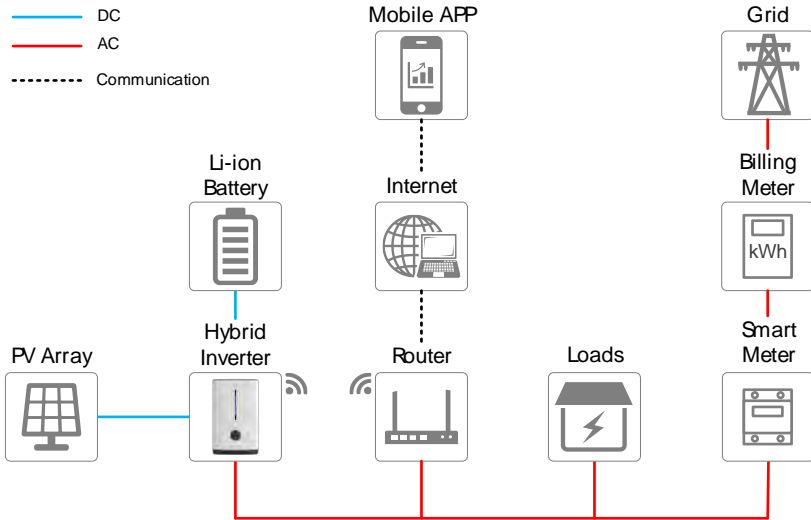 DC
AC
Communication
Mobile APP
Grid
Li-ion
Battery
Internet
Billing
Meter
kWh
PV Array
Hybrid
Inverter
Router
Loads
Smart
Meter